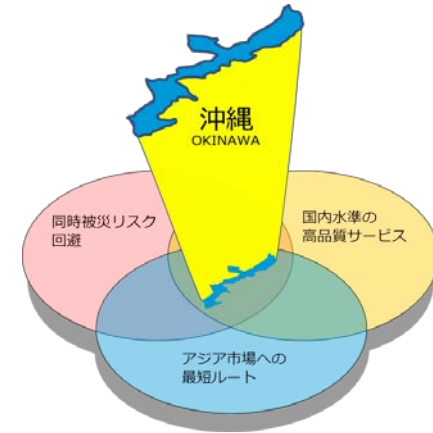 沖縄
OKINAWA
同時被災リスク
回避
国内水準の
高品質サービス
アジア市場への
最短ルート